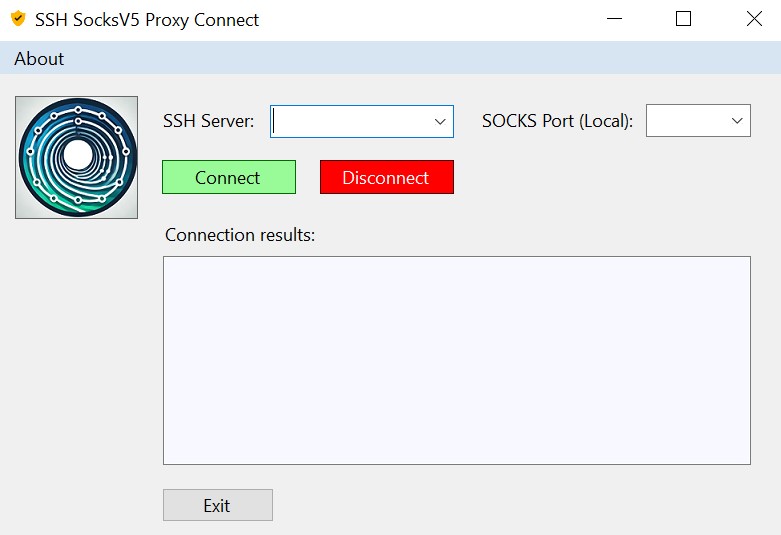 SSH SocksV5 Proxy Connect
About
SSH Server:
SOCKS Port (Local):
Connect
Disconnect
Connection results:
Exit